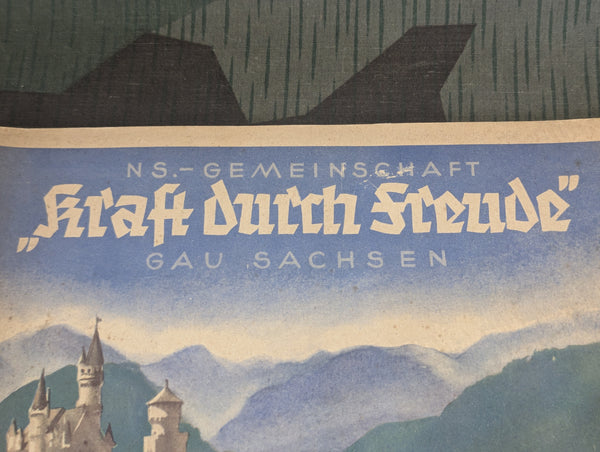 NS.-GEMEINSCHAFT
„Kraft durch Freude"
GAU SACHSEN